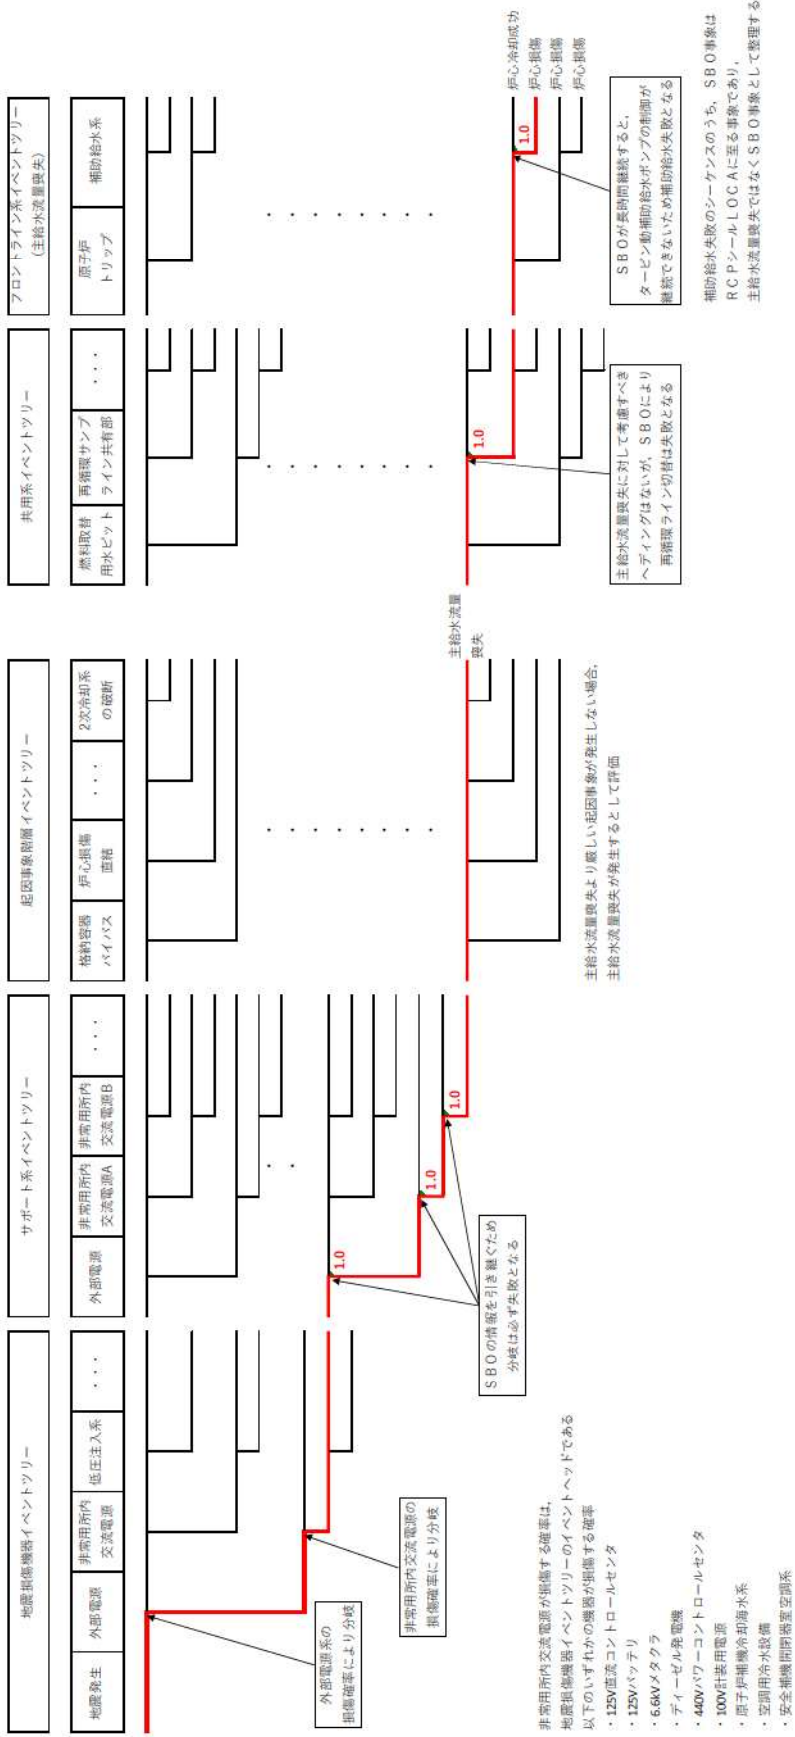 地震損傷機器イベントツリー
地震発生
外部電源
非常用所内
交流電源
低圧注入系
・・・
外部電源系の
損傷確率により分岐
非常用所内交流電源の
損傷確率により分岐
非常用所内交流電源が損傷する確率は,
地震損傷機器イベントツリーのイベントヘッドである
以下のいずれかの機器が損傷する確率
・125V直流コントロールセンタ
・125Vバッテリ
・6.6kVメタクラ
・ディーゼル発電機
・440Vパワーコントロールセンタ
・100V計装用電源
・原子炉補機冷却海水系
・空調用冷水設備
・安全補機開閉器室空調系
サポート系イベントツリー
外部電源
非常用所内
交流電源A
非常用所内
交流電源B
・・・
・・
1.0
1.0
1.0
SBOの情報を引き継ぐため
分岐は必ず失敗となる
起因事象階層イベントツリー
格納容器
バイパス
炉心損傷
直結
・・・
2次冷却系
の破断
・・・・・・・・
主給水流量
喪失
主給水流量喪失より厳しい起因事象が発生しない場合,
主給水流量喪失が発生するとして評価
共用系イベントツリー
燃料取替
用水ピット
再循環サンプ
ライン共有部
・・・
・・・・・・・・
1.0
主給水流量喪失に対して考慮すべき
ヘディングはないが、SBOにより
再循環ライン切替は失敗となる
フロントライン系イベントツリー
(主給水流量喪失)
原子炉
トリップ
補助給水系
・・・・・・・・
1.0
炉心冷却成功
炉心損傷
炉心損傷
炉心損傷
SBOが長時間継続すると,
タービン動補助給水ポンプの制御が
継続できないため補助給水失敗となる
補助給水失敗のシーケンスのうち、SBO事象は
RCPシールLOCAに至る事象であり,
主給水流量喪失ではなくSBO事象として整理する